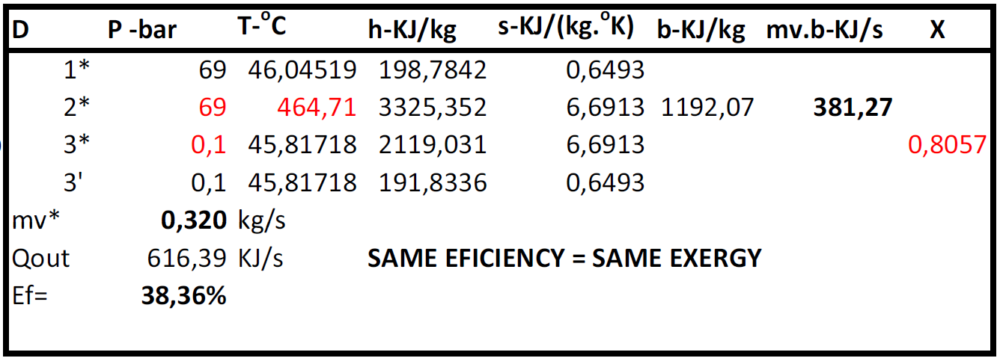 D P -bar T-°C h-KJ/kg s-KJ/(kg.°K) b-KJ/kg mv.b-KJ/s X
1* 69 46,04519 198,7842 0,6493
2* 69 464,71 3325,352 6,6913 1192,07 381,27
3* 0,1 45,81718 2119,031 6,6913 0,8057
3' 0,1 45,81718 191,8336 0,6493
mv* 0,320 kg/s
Qout 616,39 KJ/s SAME EFICIENCY = SAME EXERGY
Ef= 38,36%